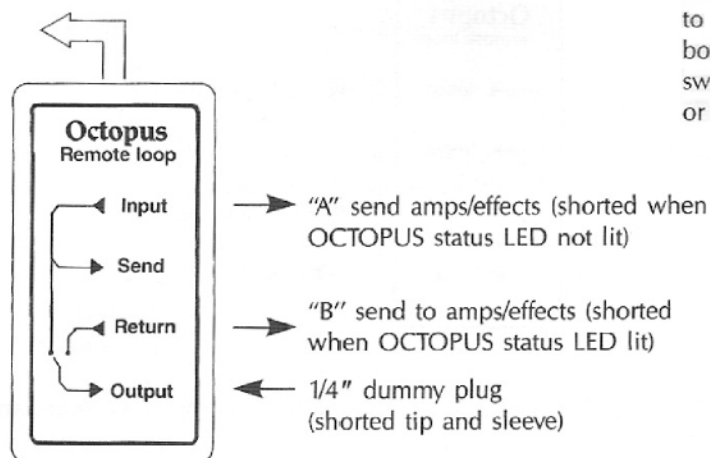 to
bo
sw
or
Octopus
Remote loop
Input
Send
Return
Output
"A" send amps/effects (shorted when
OCTOPUS status LED not lit)
"B" send to amps/effects (shorted
when OCTOPUS status LED lit)
1/4" dummy plug
(shorted tip and sleeve)